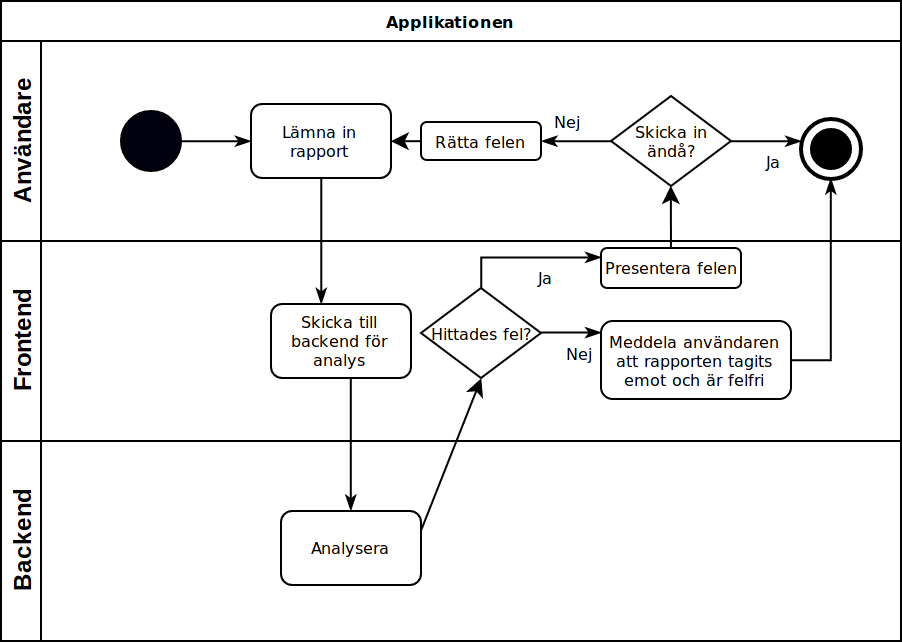 Applikationen
Användare
Lämna in
rapport
Rätta felen
Nej
Skicka in
ändå?
Ja
Frontend
Skicka till
backend för
analys
Hittades fel?
Ja
Presentera felen
Nej
Meddela användaren
att rapporten tagits
emot och är felfri
Backend
Analysera